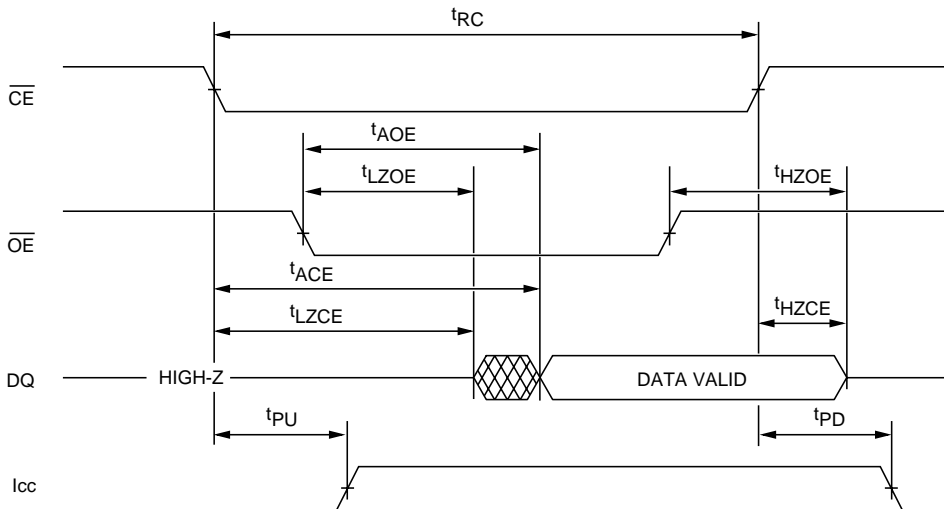 tRC
CE
tAOE
tLZOE
tHZOE
OE
tACE
tLZCE
tHZCE
DQ
HIGH-Z
DATA VALID
tPU
tPD
Icc